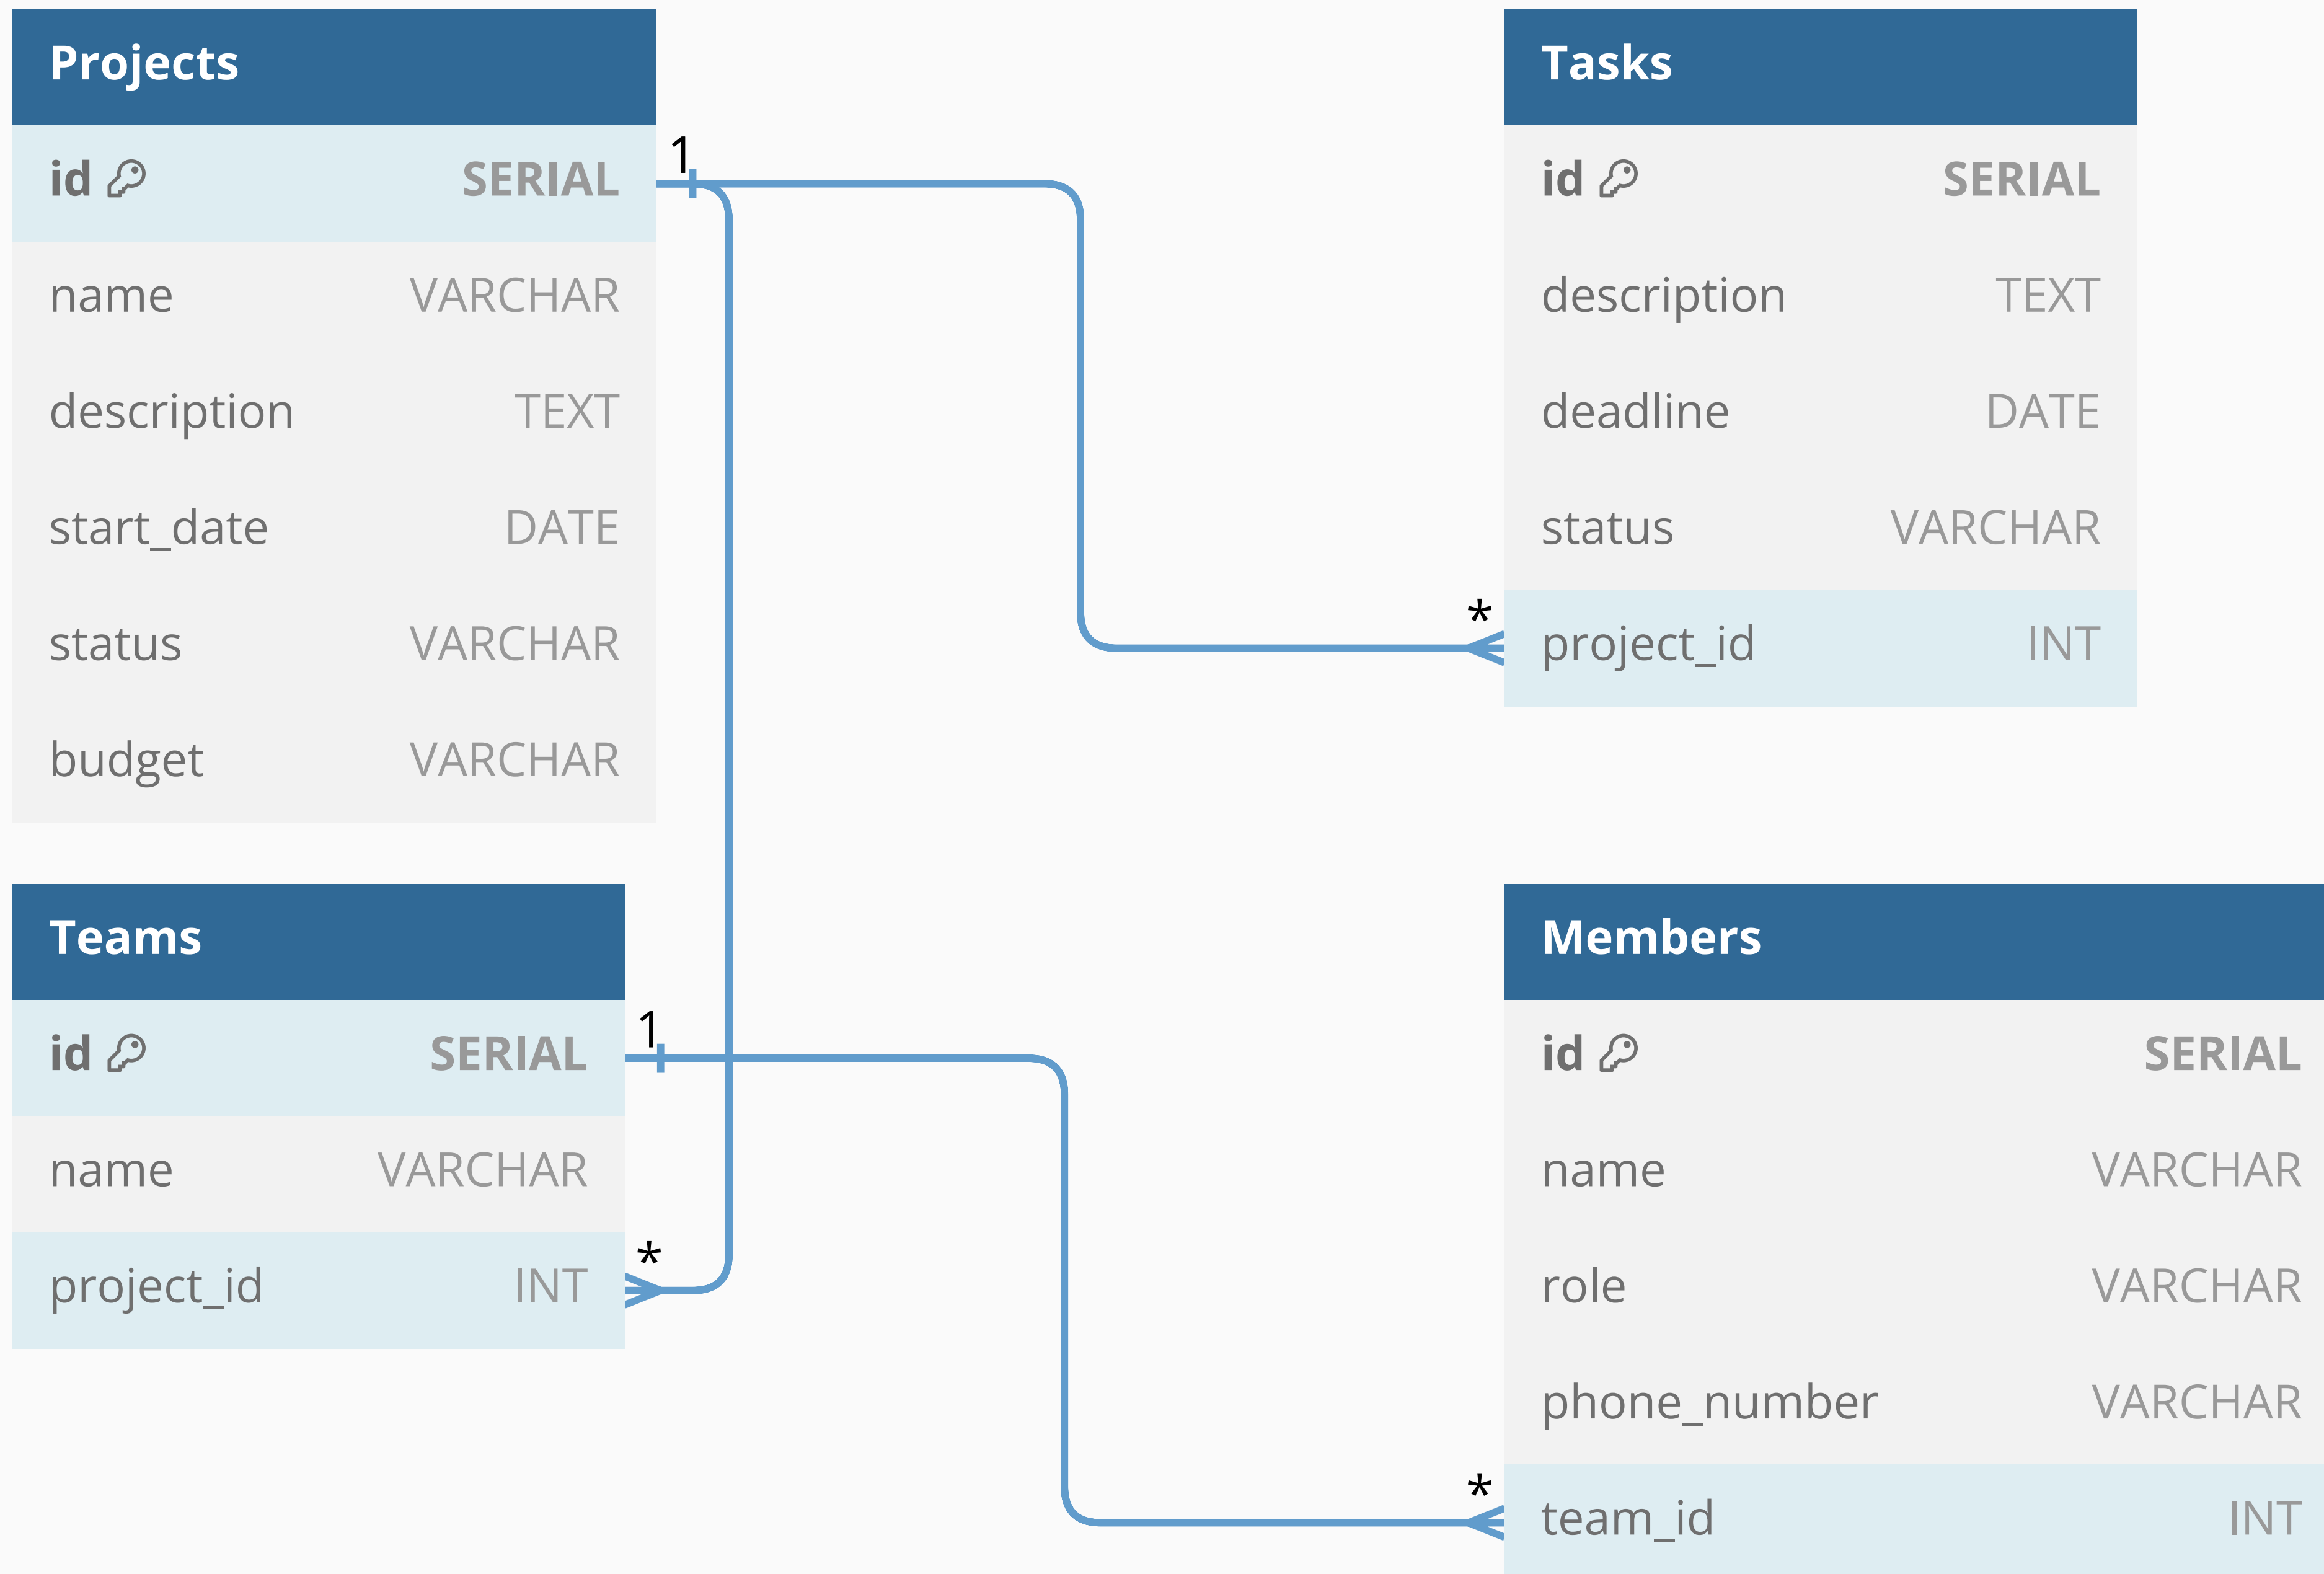 Projects
id SERIAL
name VARCHAR
description TEXT
start_date DATE
status VARCHAR
budget VARCHAR
1
Tasks
id SERIAL
description TEXT
deadline DATE
status VARCHAR
* project_id INT
Teams
id SERIAL
1
name VARCHAR
project_id INT
*
Members
id SERIAL
name VARCHAR
role VARCHAR
phone_number VARCHAR
* team_id INT